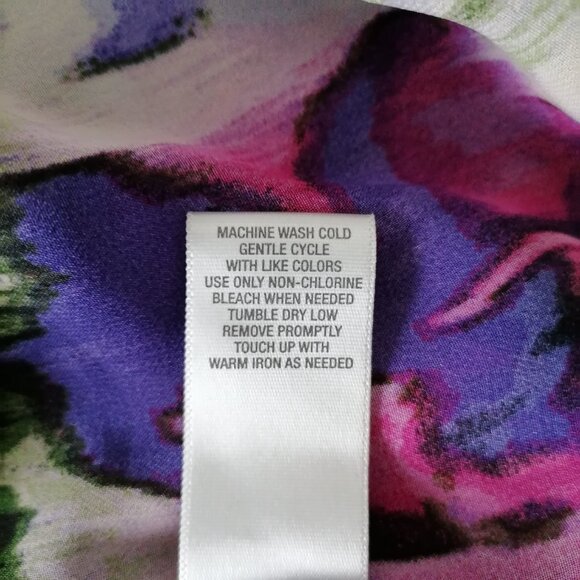 MACHINE WASH COLD
GENTLE CYCLE
WITH LIKE COLORS
USE ONLY NON-CHLORINE
BLEACH WHEN NEEDED
TUMBLE DRY LOW
REMOVE PROMPTLY
TOUCH UP WITH
WARM IRON AS NEEDED